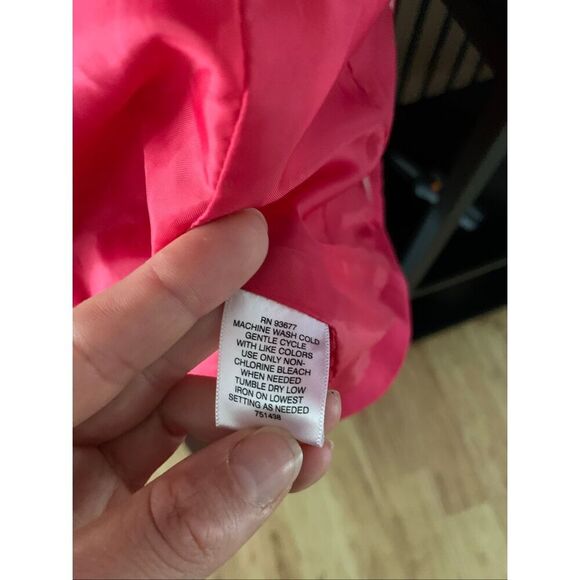 RN 93677
MACHINE WASH COLD
GENTLE CYCLE
WITH LIKE COLORS
USE ONLY NON-
CHLORINE BLEACH
WHEN NEEDED
TUMBLE DRY LOW
IRON ON LOWEST
SETTING AS NEEDED
751438